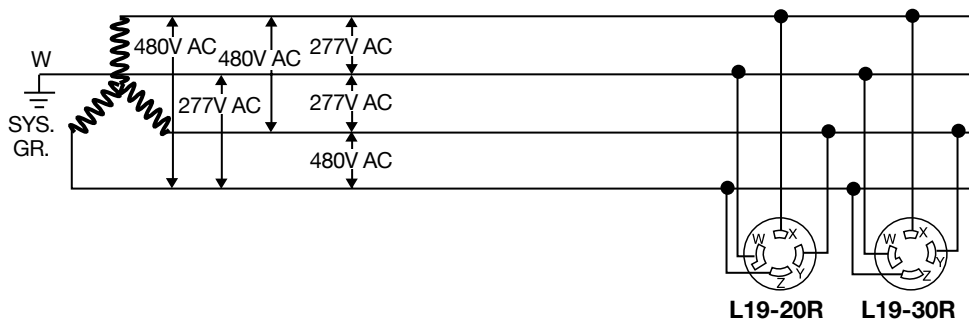 480V AC
480V AC
277V AC
W
277V AC
277V AC
SYS.
GR.
480V AC
W
X
Y
Z
W
X
Y
Z
L19-20R
L19-30R